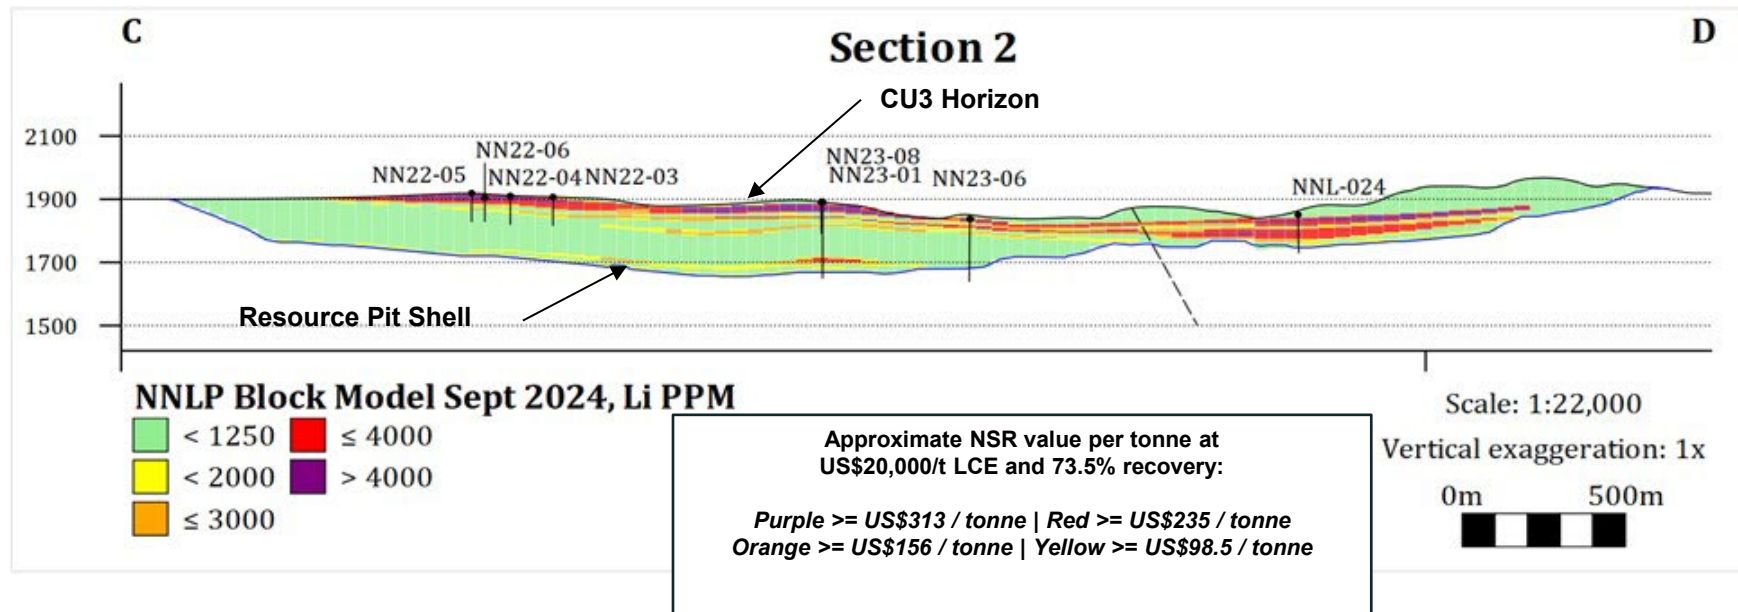 C
D
Section 2
CU3 Horizon
2100
NN22-06
NN23-08
NN22-05
NN22-04
NN22-03
NN23-01
NN23-06
NNL-024
1900
1700
Resource Pit Shell
1500
NNLP Block Model Sept 2024, Li PPM
< 1250
≤ 4000
< 2000
> 4000
≤ 3000
Approximate NSR value per tonne at
US$20,000/t LCE and 73.5% recovery:
Purple >= US$313 / tonne | Red >= US$235 / tonne
Orange >= US$156 / tonne | Yellow >= US$98.5 / tonne
Scale: 1:22,000
Vertical exaggeration: 1x
0m 500m